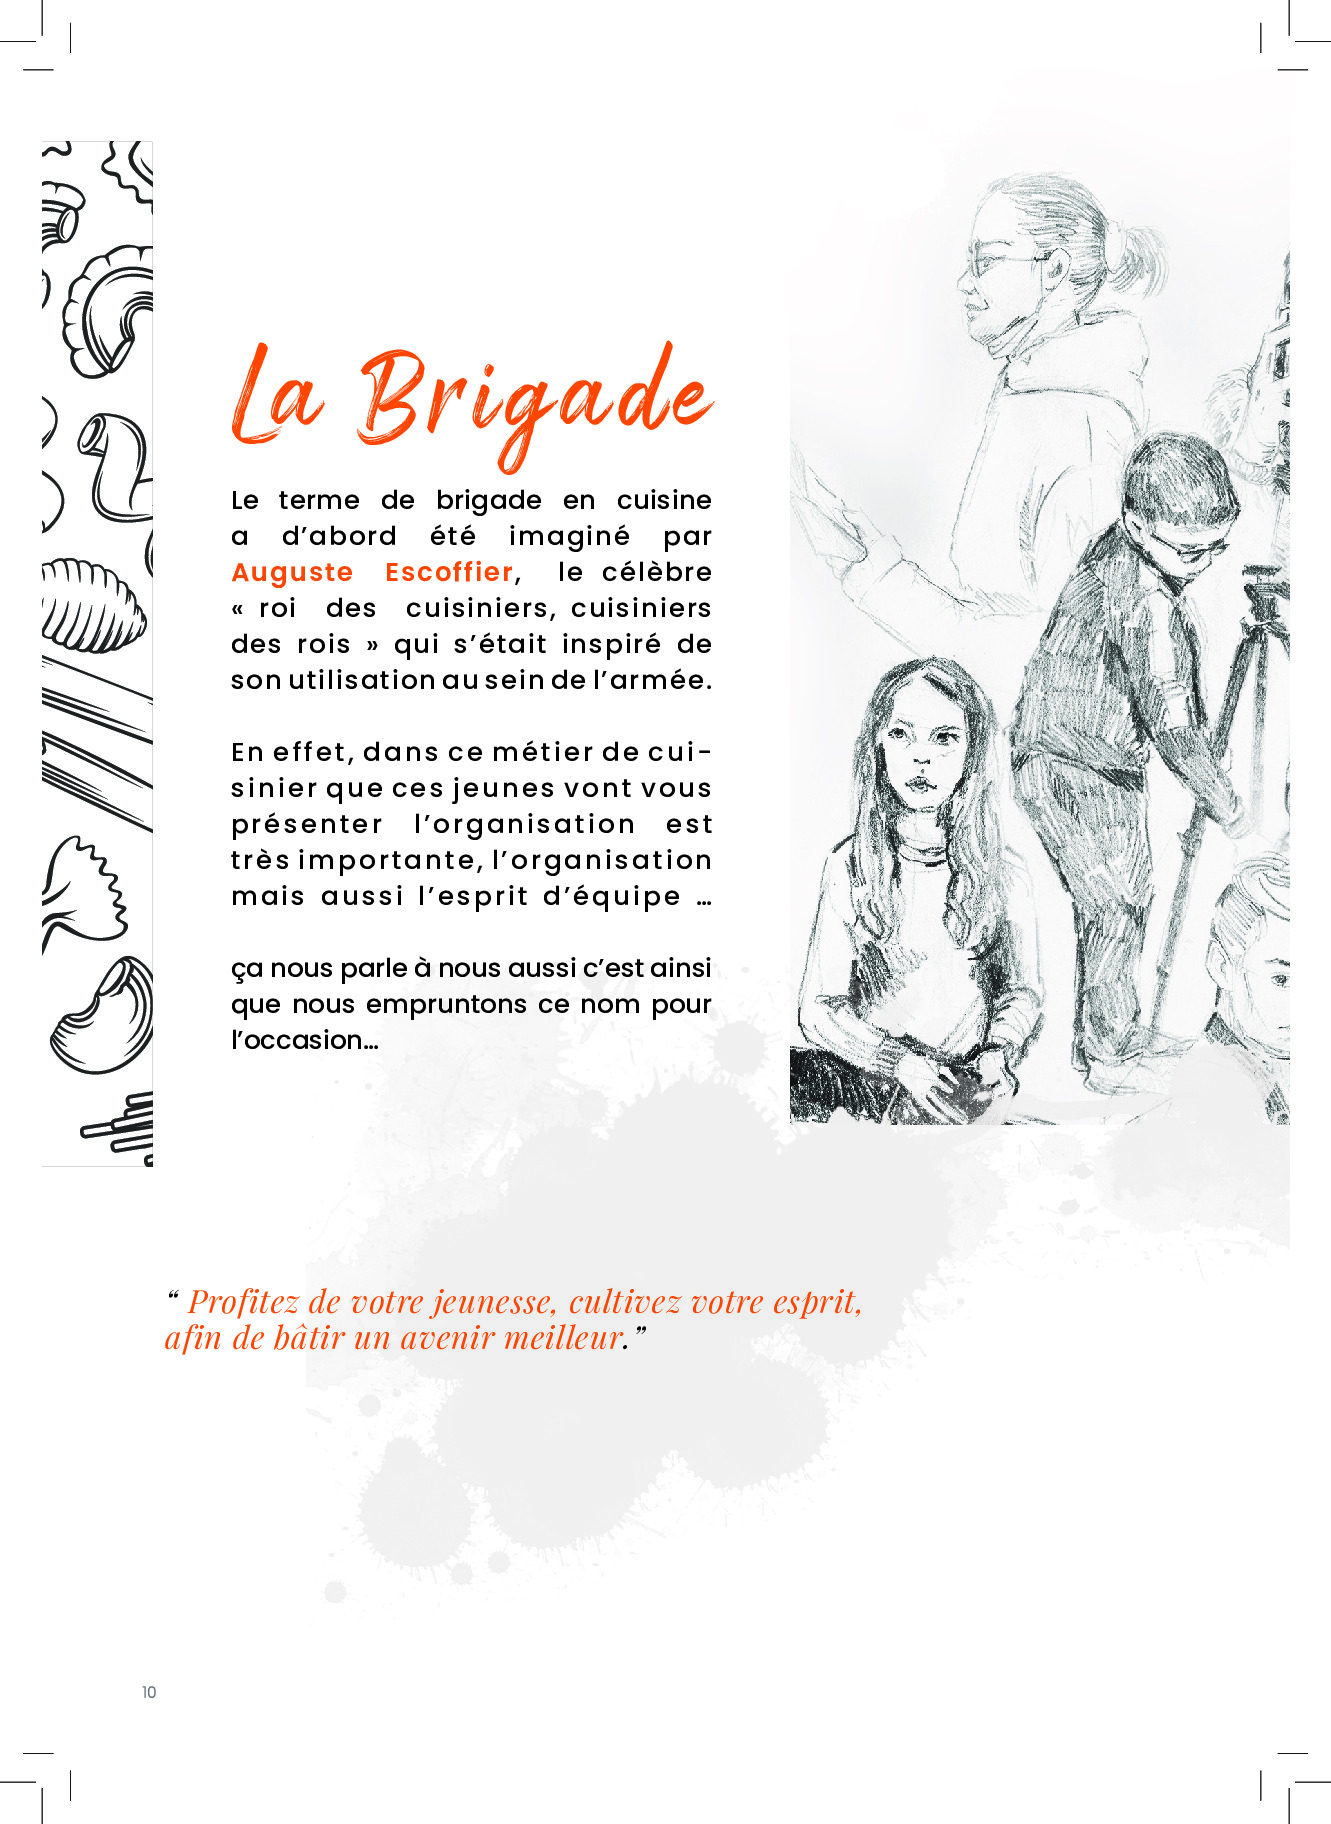 La Brigade
Le terme de brigade en cuisine
a d’abord été imaginé par
Auguste Escoffier, le célèbre
« roi des cuisiniers, cuisiniers
des rois » qui s’était inspiré de
son utilisation au sein de l’armée.
En effet, dans ce métier de cui-
sinier que ces jeunes vont vous
présenter l’organisation est
très importante, l’organisation
mais aussi l’esprit d’équipe …
ça nous parle à nous aussi c’est ainsi
que nous empruntons ce nom pour
l’occasion…
“ Profitez de votre jeunesse, cultivez votre esprit,
afin de bâtir un avenir meilleur.”
10